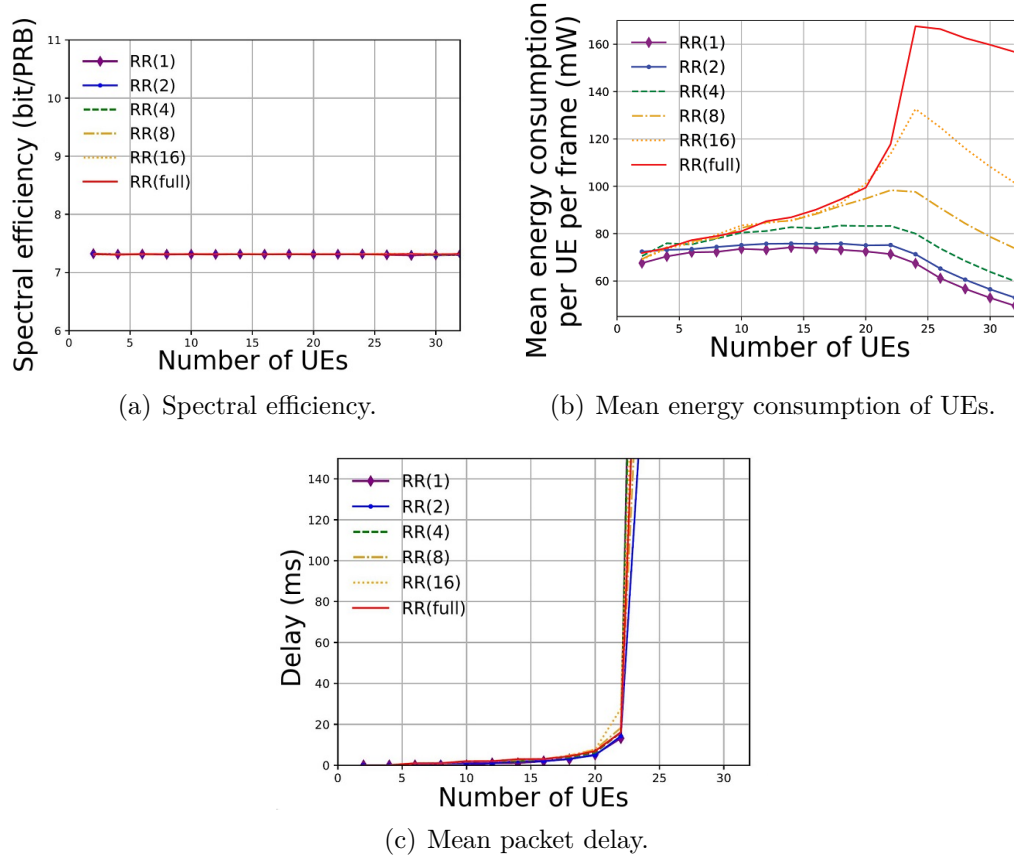 Spectral efficiency (bit/PRB)
11
10
9
8
7
6
RR(1)
RR(2)
RR(4)
RR(8)
RR(16)
RR(full)
0 5 10 15 20 25 30
Number of UEs
(a) Spectral efficiency.
Mean energy consumption
per UE per frame (mW)
160
140
120
100
80
60
RR(1)
RR(2)
RR(4)
RR(8)
RR(16)
RR(full)
0 5 10 15 20 25 30
Number of UEs
(b) Mean energy consumption of UEs.
Delay (ms)
140
120
100
80
60
40
20
0
RR(1)
RR(2)
RR(4)
RR(8)
RR(16)
RR(full)
0 5 10 15 20 25 30
Number of UEs
(c) Mean packet delay.